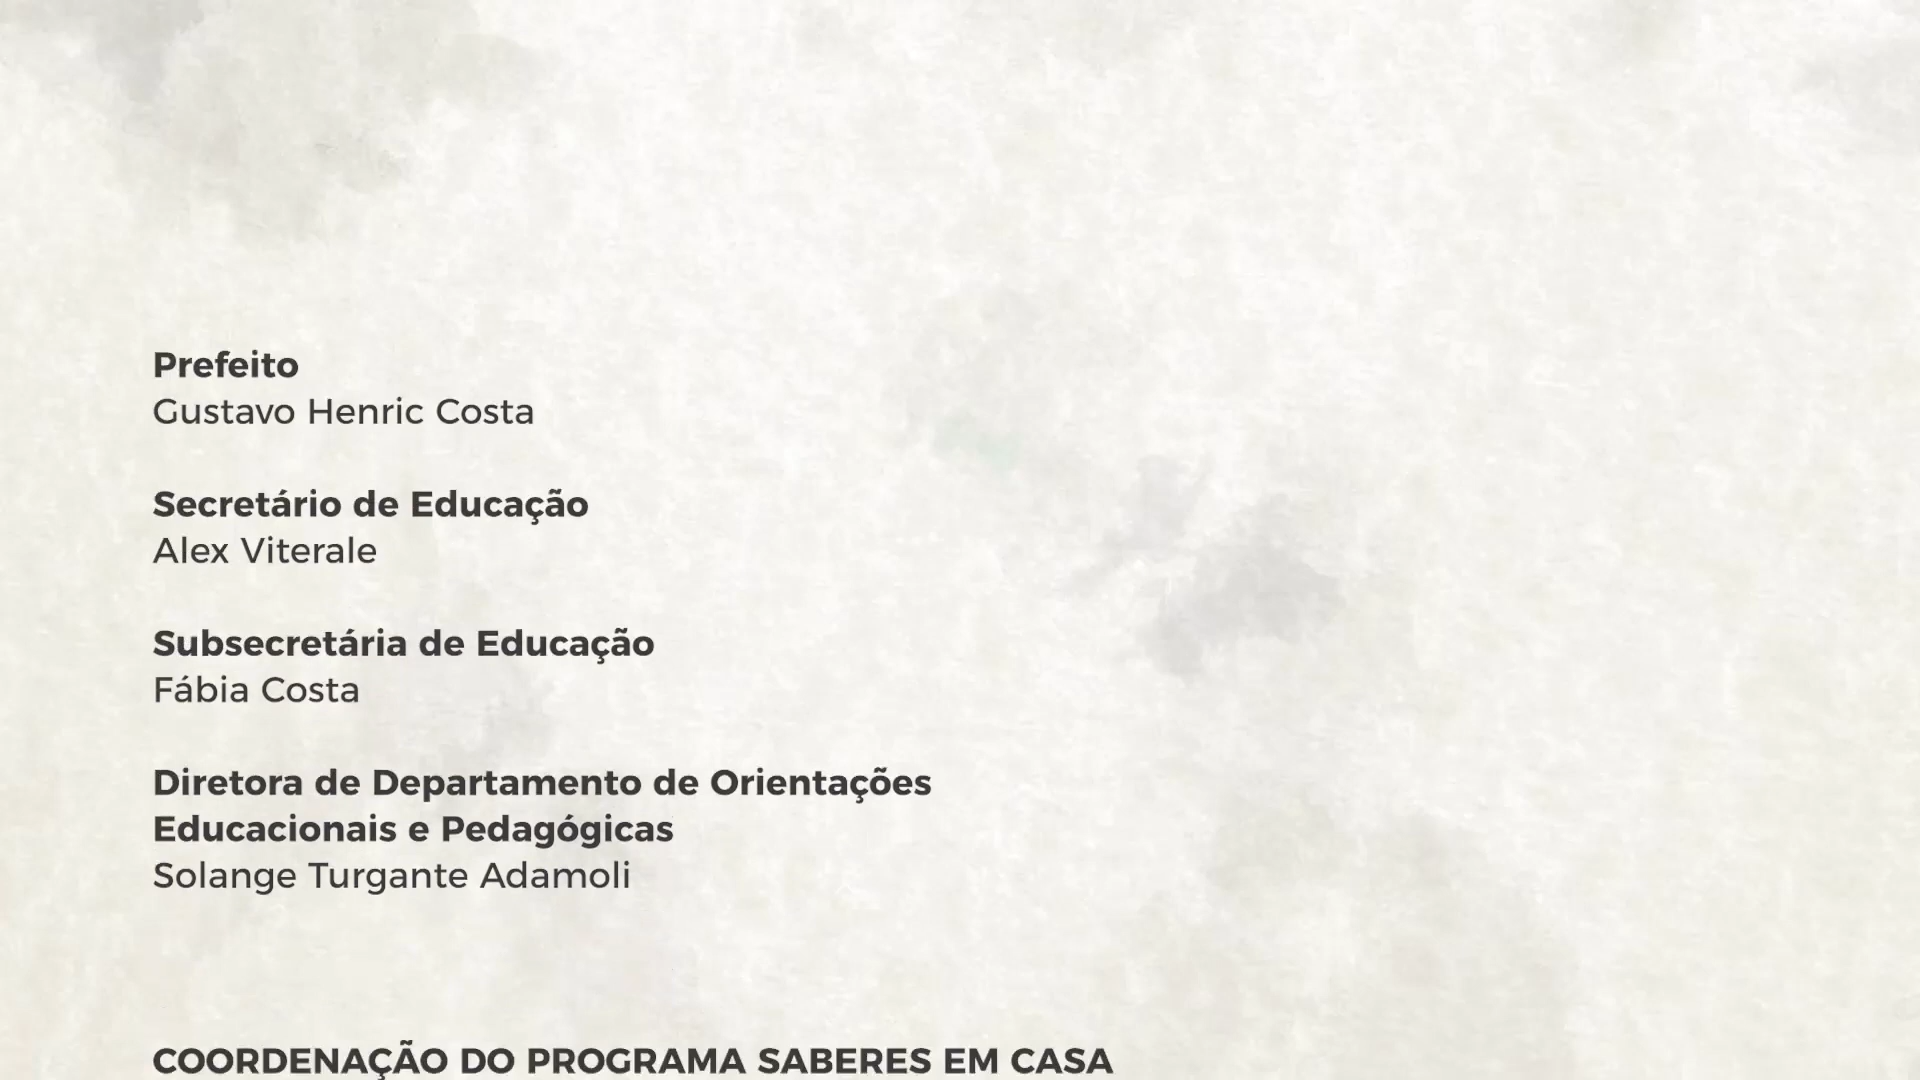 Prefeito
Gustavo Henric Costa
Secretário de Educação
Alex Viterale
Subsecretária de Educação
Fábia Costa
Diretora de Departamento de Orientações
Educacionais e Pedagógicas
Solange Turgante Adamoli
COORDENAÇÃO DO PROGRAMA SABERES EM CASA